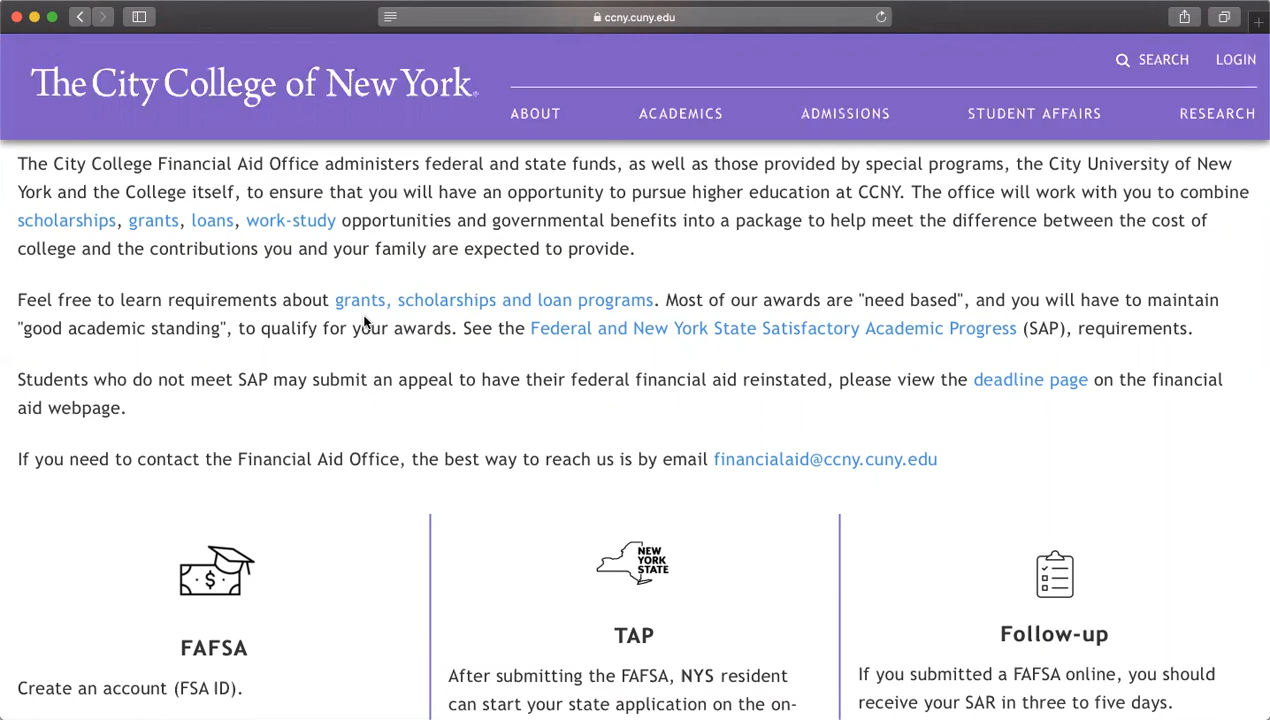 ccny.cuny.edu
SEARCH
LOGIN
The City College of New York
ABOUT
ACADEMICS
ADMISSIONS
STUDENT AFFAIRS
RESEARCH
The City College Financial Aid Office administers federal and state funds, as well as those provided by special programs, the City University of New
York and the College itself, to ensure that you will have an opportunity to pursue higher education at CCNY. The office will work with you to combine
scholarships, grants, loans, work-study opportunities and governmental benefits into a package to help meet the difference between the cost of
college and the contributions you and your family are expected to provide.
Feel free to learn requirements about grants, scholarships and loan programs. Most of our awards are "need based", and you will have to maintain
"good academic standing", to qualify for your awards. See the Federal and New York State Satisfactory Academic Progress (SAP), requirements.
Students who do not meet SAP may submit an appeal to have their federal financial aid reinstated, please view the deadline page on the financial
aid webpage.
If you need to contact the Financial Aid Office, the best way to reach us is by email financialaid@ccny.cuny.edu
FAFSA
Create an account (FSA ID).
NEW
YORK
STATE
TAP
After submitting the FAFSA, NYS resident
can start your state application on the on-
Follow-up
If you submitted a FAFSA online, you should
receive your SAR in three to five days.